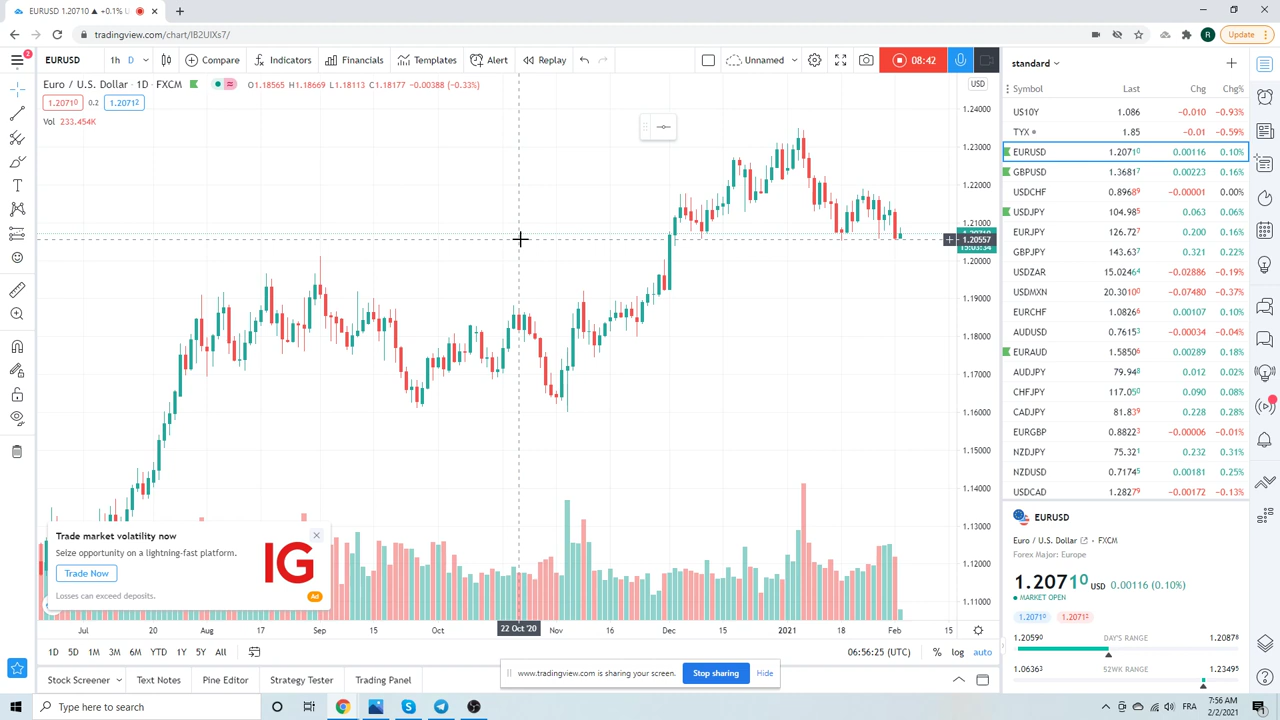 EURUSD 1.20710 ▲ +0.1% U
tradingview.com/chart/IB2UIXs7/
R
Update
2
EURUSD
1h D
Compare
Indicators
Financials
Templates
Alert
Replay
Unnamed
08:42
standard
Euro / U.S. Dollar · 1D · FXCM
O1.18565 H1.18669 L1.18113 C1.18177 −0.00388 (−0.33%)
1.20710 0.2 1.20712
Vol 233.454K
USD
1.24000
1.23000
1.22000
1.21000
1.20557
15:03:34
1.20000
1.19000
1.18000
1.17000
1.16000
1.15000
1.14000
1.13000
1.12000
1.11000
Symbol Last Chg Chg%
US10Y 1.086 −0.010 −0.93%
TYX 1.85 −0.01 −0.59%
EURUSD 1.20710 0.00116 0.10%
GBPUSD 1.36817 0.00223 0.16%
USDCHF 0.89689 −0.00001 0.00%
USDJPY 104.985 0.063 0.06%
EURJPY 126.727 0.200 0.16%
GBPJPY 143.637 0.321 0.22%
USDZAR 15.02464 −0.02886 −0.19%
USDMXN 20.30100 −0.07480 −0.37%
EURCHF 1.08266 0.00107 0.10%
AUDUSD 0.76153 −0.00034 −0.04%
EURAUD 1.58506 0.00289 0.18%
AUDJPY 79.948 0.012 0.02%
CHFJPY 117.050 0.090 0.08%
CADJPY 81.839 0.228 0.28%
EURGBP 0.88223 −0.00006 −0.01%
NZDJPY 75.321 0.232 0.31%
NZDUSD 0.71745 0.00181 0.25%
USDCAD 1.28279 −0.00172 −0.13%
EURUSD
Euro / U.S. Dollar · FXCM
Forex Major: Europe
1.20710 USD 0.00116 (0.10%)
MARKET OPEN
1.20710 1.20712
1.20590 DAY'S RANGE 1.20878
1.06363 52WK RANGE 1.23495
Trade market volatility now
Seize opportunity on a lightning-fast platform.
Trade Now
Losses can exceed deposits.
IG
Ad
Jul 20 Aug 17 Sep 15 Oct 22 Oct '20 Nov 16 Dec 15 2021 18 Feb 15
1D 5D 1M 3M 6M YTD 1Y 5Y All
06:56:25 (UTC) % log auto
Stock Screener Text Notes Pine Editor Strategy Tester Trading Panel
www.tradingview.com is sharing your screen. Stop sharing Hide
Type here to search
FRA
7:56 AM
2/2/2021
1